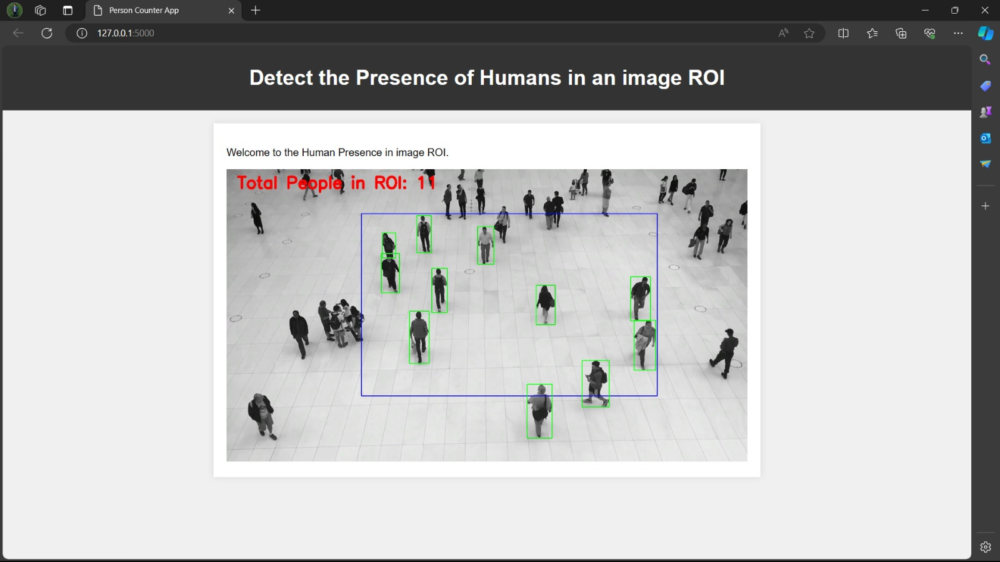 Person Counter App
127.0.0.1:5000
Detect the Presence of Humans in an image ROI
Welcome to the Human Presence in image ROI.
Total People in ROI: 11